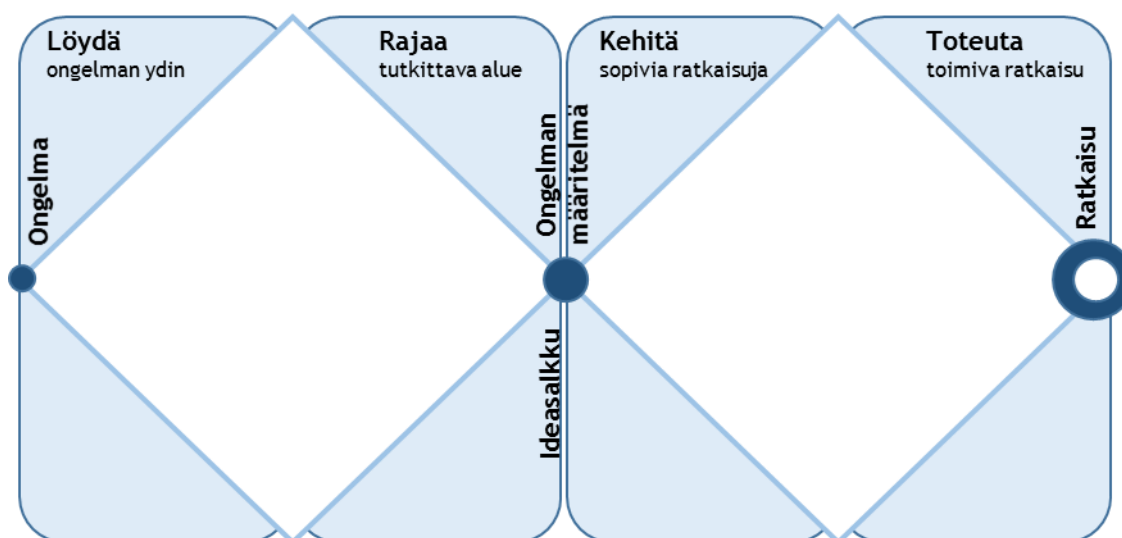 Löydä
ongelman ydin
Rajaa
tutkittava alue
Kehitä
sopivia ratkaisuja
Toteuta
toimiva ratkaisu
Ongelma
Ongelman
määritelmä
Ideasalkku
Ratkaisu